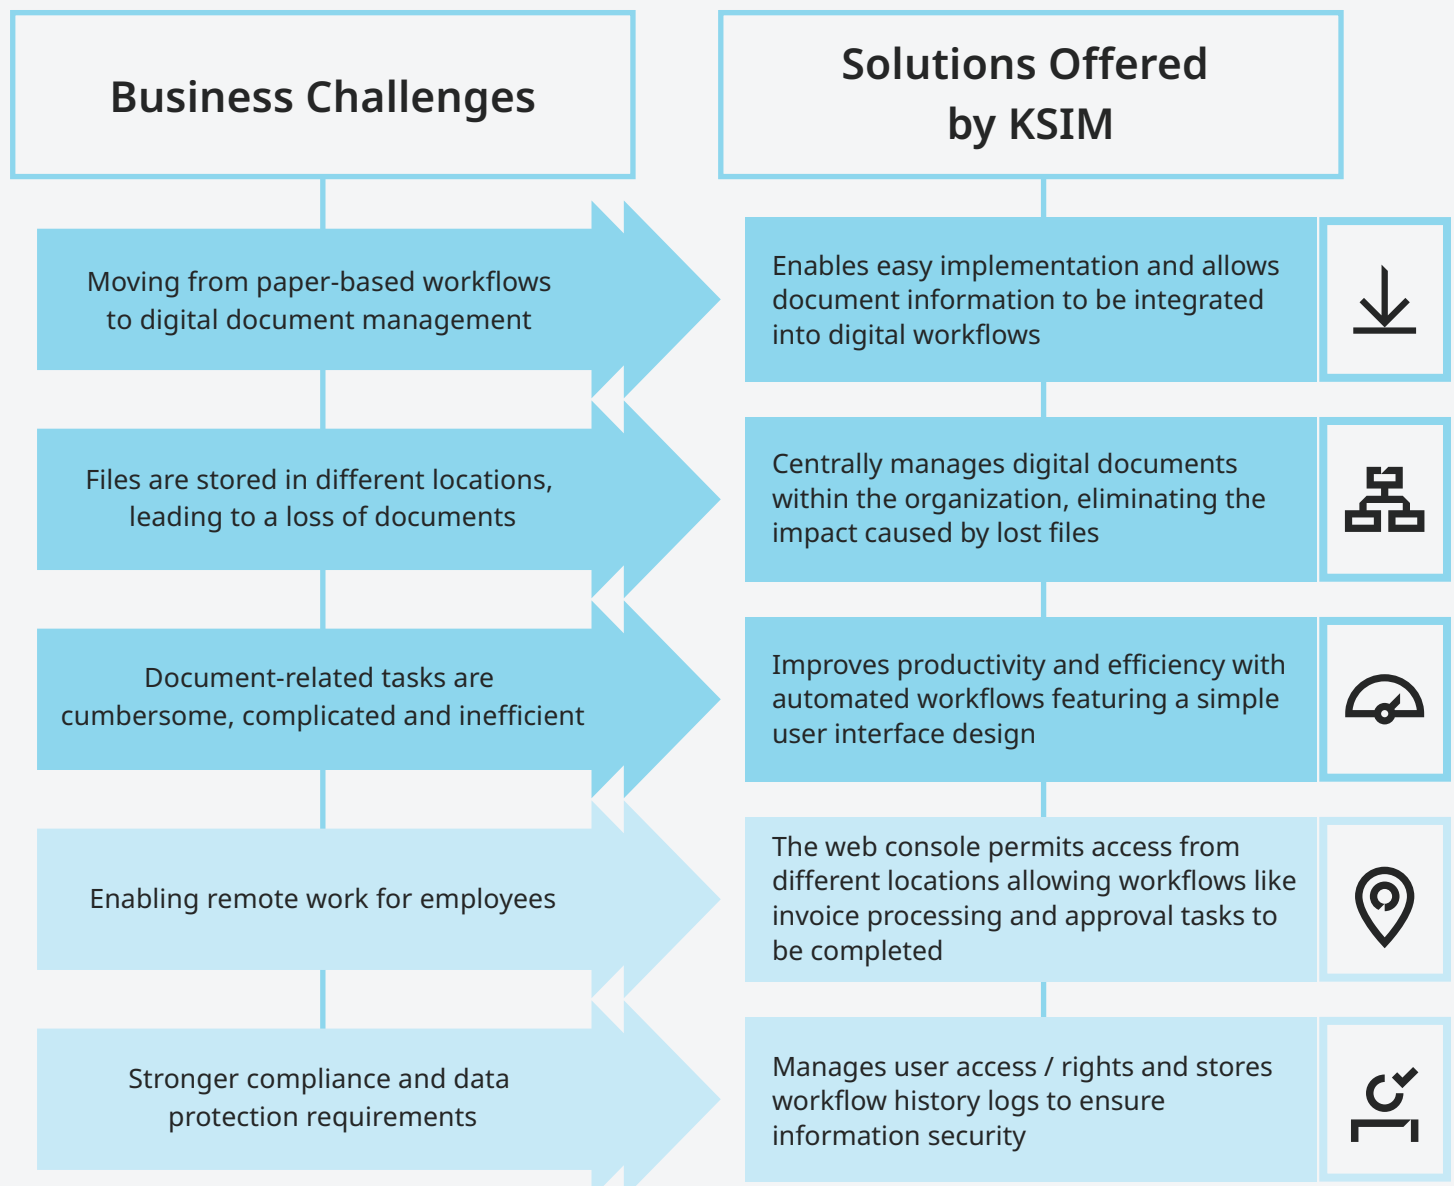 Business Challenges
Solutions Offered
by KSIM
Moving from paper-based workflows
to digital document management
Enables easy implementation and allows
document information to be integrated
into digital workflows
Files are stored in different locations,
leading to a loss of documents
Centrally manages digital documents
within the organization, eliminating the
impact caused by lost files
Document-related tasks are
cumbersome, complicated and inefficient
Improves productivity and efficiency with
automated workflows featuring a simple
user interface design
Enabling remote work for employees
The web console permits access from
different locations allowing workflows like
invoice processing and approval tasks to
be completed
Stronger compliance and data
protection requirements
Manages user access / rights and stores
workflow history logs to ensure
information security